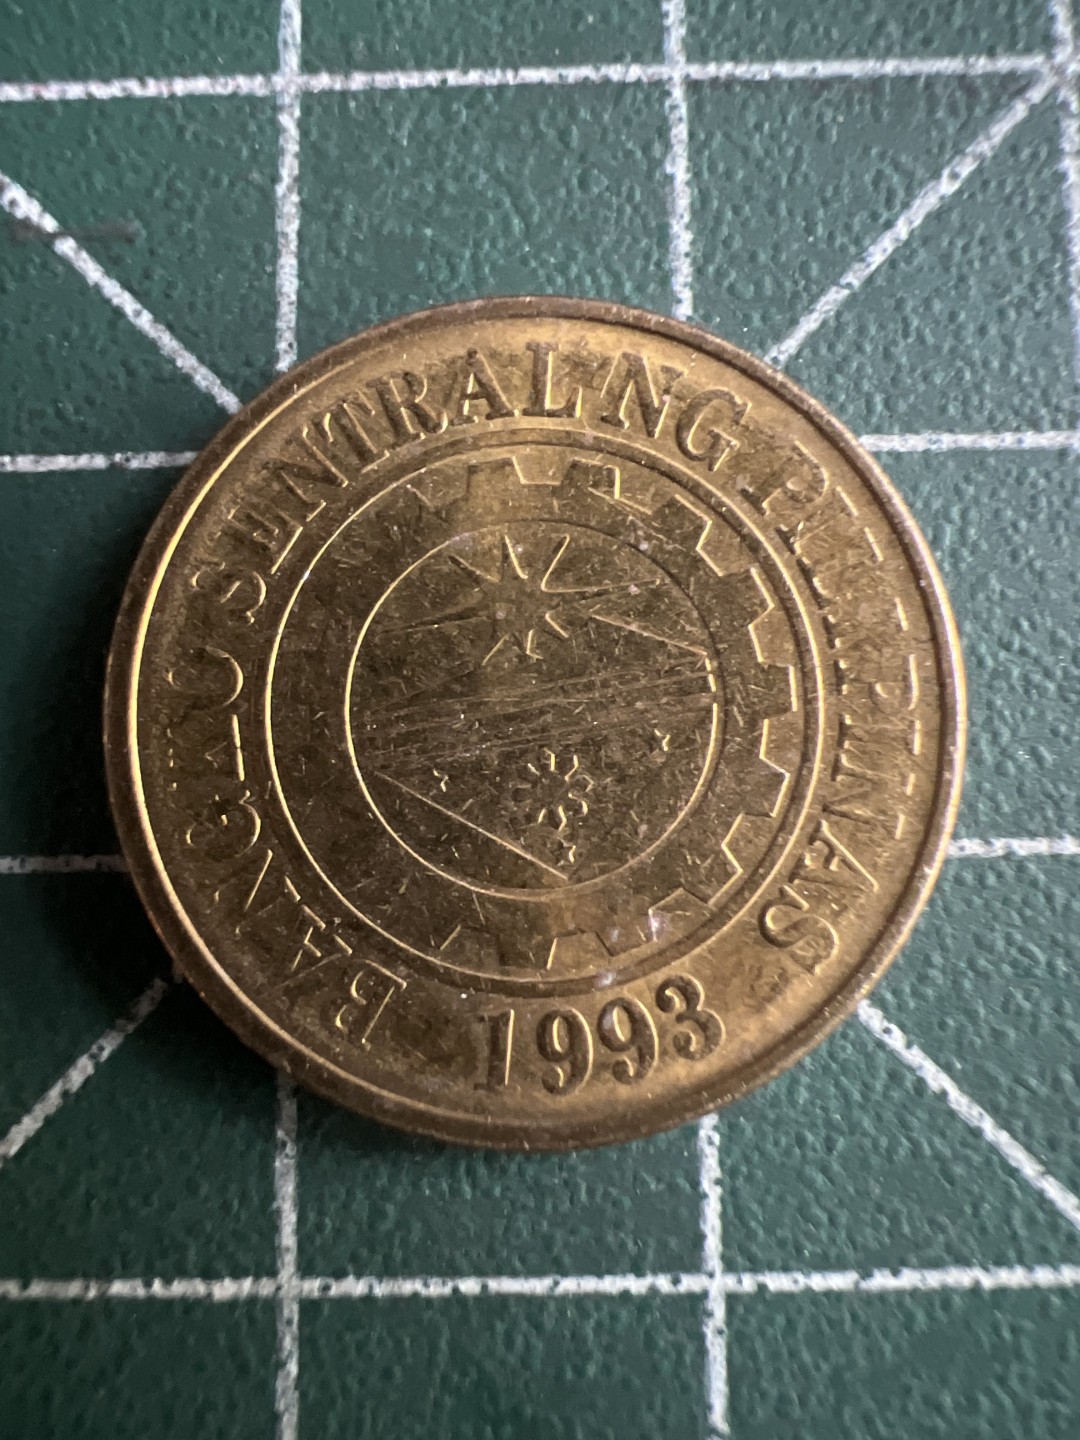 BANGKO SENTRAL NG PILIPINAS
1993